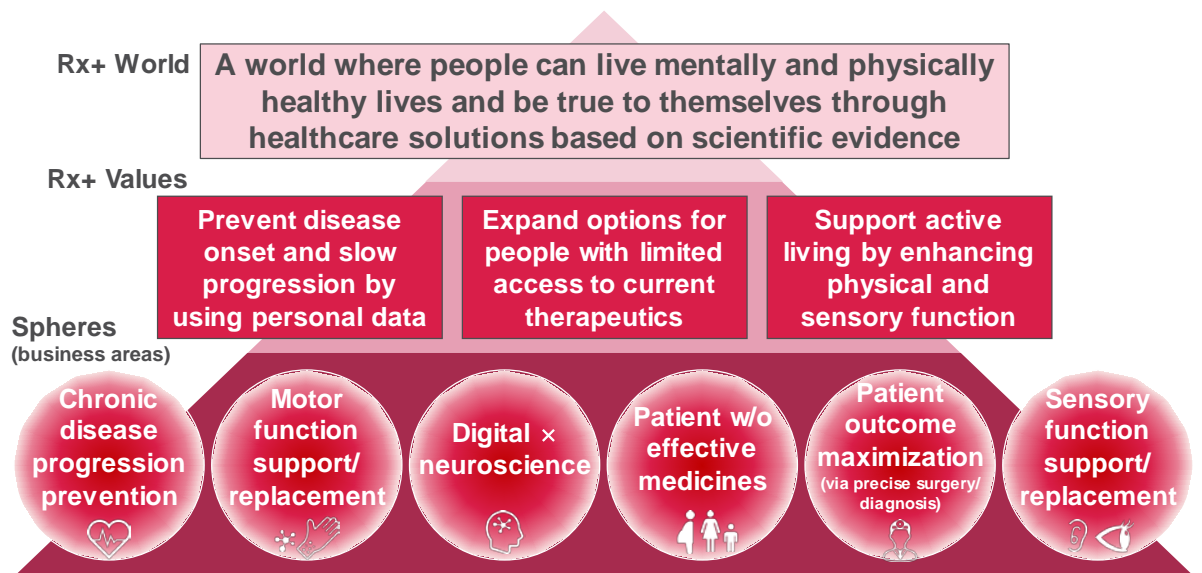 Rx+ World
A world where people can live mentally and physically
healthy lives and be true to themselves through
healthcare solutions based on scientific evidence
Rx+ Values
Prevent disease
onset and slow
progression by
using personal data
Expand options for
people with limited
access to current
therapeutics
Support active
living by enhancing
physical and
sensory function
Spheres
(business areas)
Chronic
disease
progression
prevention
Motor
function
support/
replacement
Digital ×
neuroscience
Patient w/o
effective
medicines
Patient
outcome
maximization
(via precise surgery/
diagnosis)
Sensory
function
support/
replacement